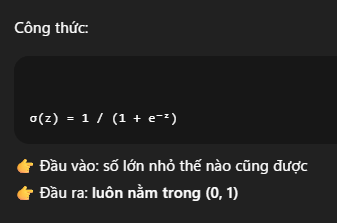 Công thức:
σ(z) = 1 / (1 + e⁻ᶻ)
👉 Đầu vào: số lớn nhỏ thế nào cũng được
👉 Đầu ra: luôn nằm trong (0, 1)